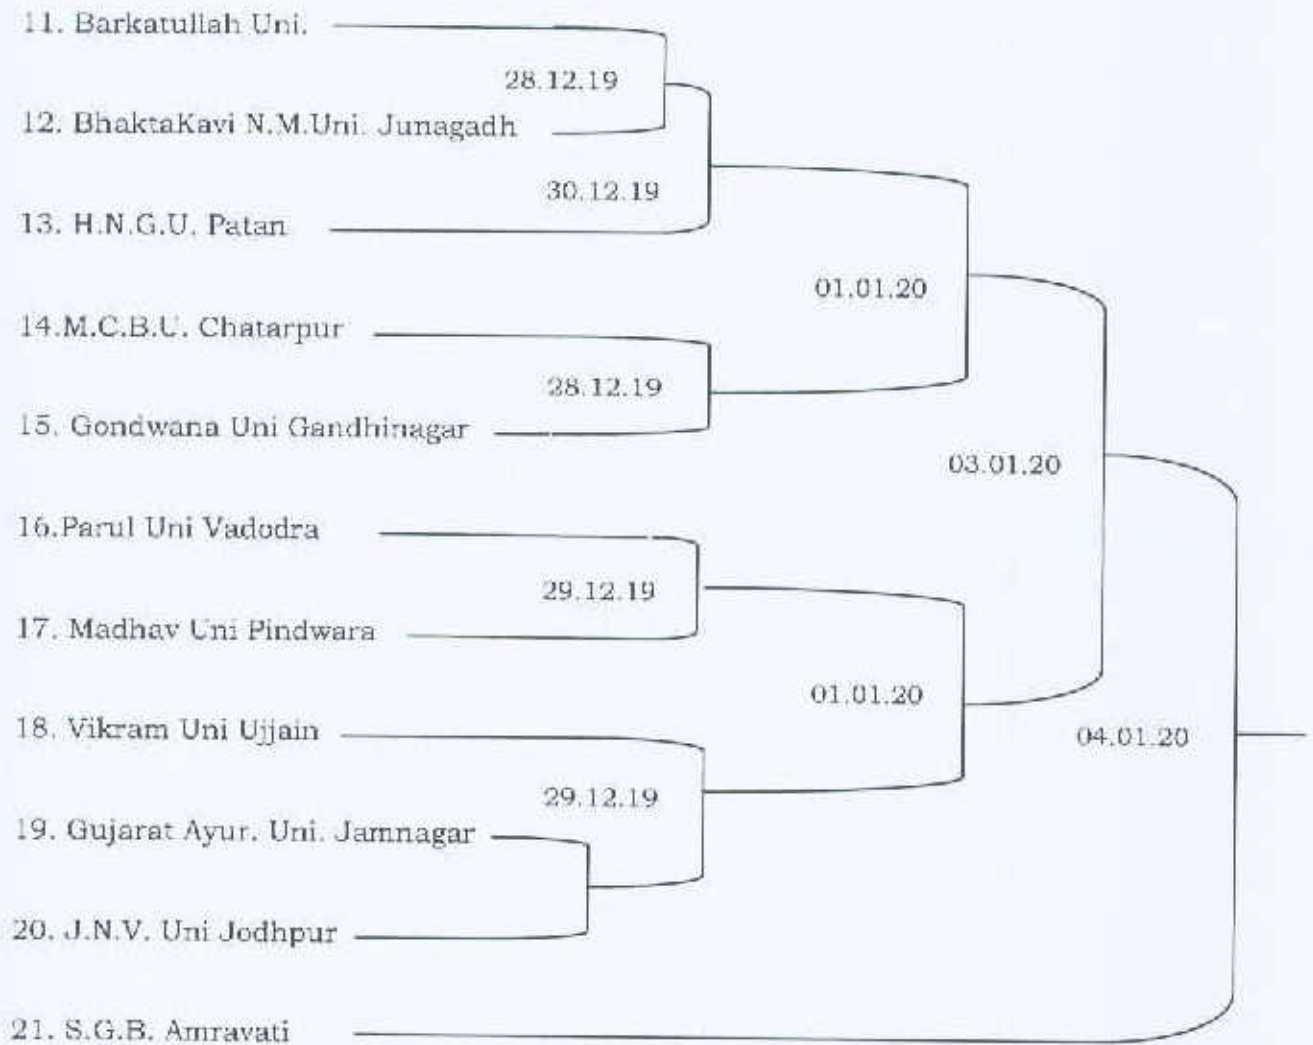 11. Barkatullah Uni.
28.12.19
12. BhaktaKavi N.M.Uni. Junagadh
30.12.19
13. H.N.G.U. Patan
01.01.20
14.M.C.B.U. Chatarpur
28.12.19
15. Gondwana Uni Gandhinagar
03.01.20
16.Parul Uni Vadodra
29.12.19
17. Madhav Uni Pindwara
01.01.20
18. Vikram Uni Ujjain
04.01.20
29.12.19
19. Gujarat Ayur. Uni. Jamnagar
20. J.N.V. Uni Jodhpur
21. S.G.B. Amravati